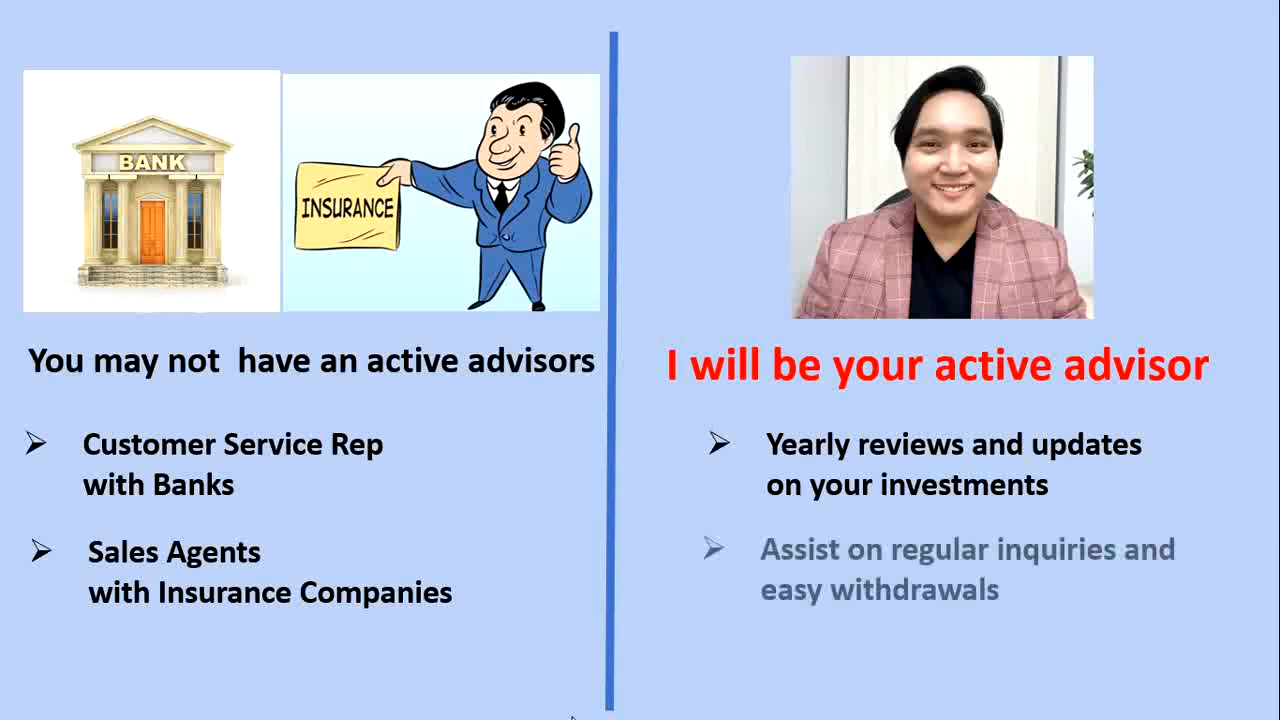 BANK
INSURANCE
You may not  have an active advisors
➢ Customer Service Rep
with Banks
➢ Sales Agents
with Insurance Companies
I will be your active advisor
➢ Yearly reviews and updates
on your investments
➢ Assist on regular inquiries and
easy withdrawals